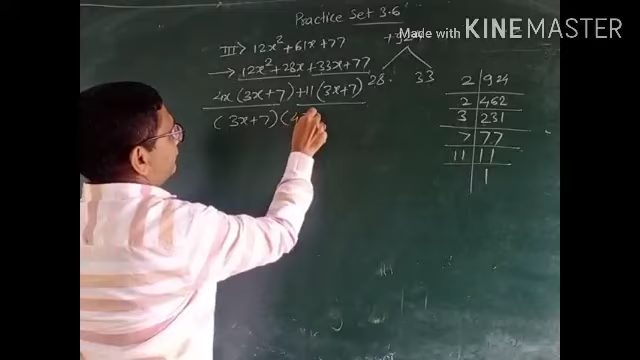 Practice Set 3.6
Made with KINEMASTER
III> 12x² + 61x + 77
→ 12x² + 28x + 33x + 77
4x (3x+7) + 11 (3x+7)
(3x+7) (4x
28 33
2 | 924
2 | 462
3 | 231
7 | 77
11 | 11
1